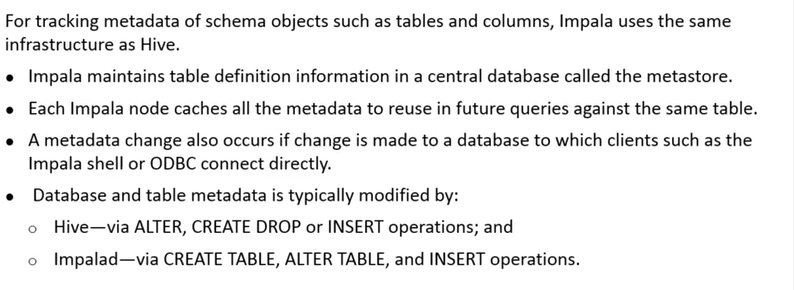 For tracking metadata of schema objects such as tables and columns, Impala uses the same
infrastructure as Hive.
• Impala maintains table definition information in a central database called the metastore.
• Each Impala node caches all the metadata to reuse in future queries against the same table.
• A metadata change also occurs if change is made to a database to which clients such as the
Impala shell or ODBC connect directly.
• Database and table metadata is typically modified by:
o Hive—via ALTER, CREATE DROP or INSERT operations; and
o Impalad—via CREATE TABLE, ALTER TABLE, and INSERT operations.